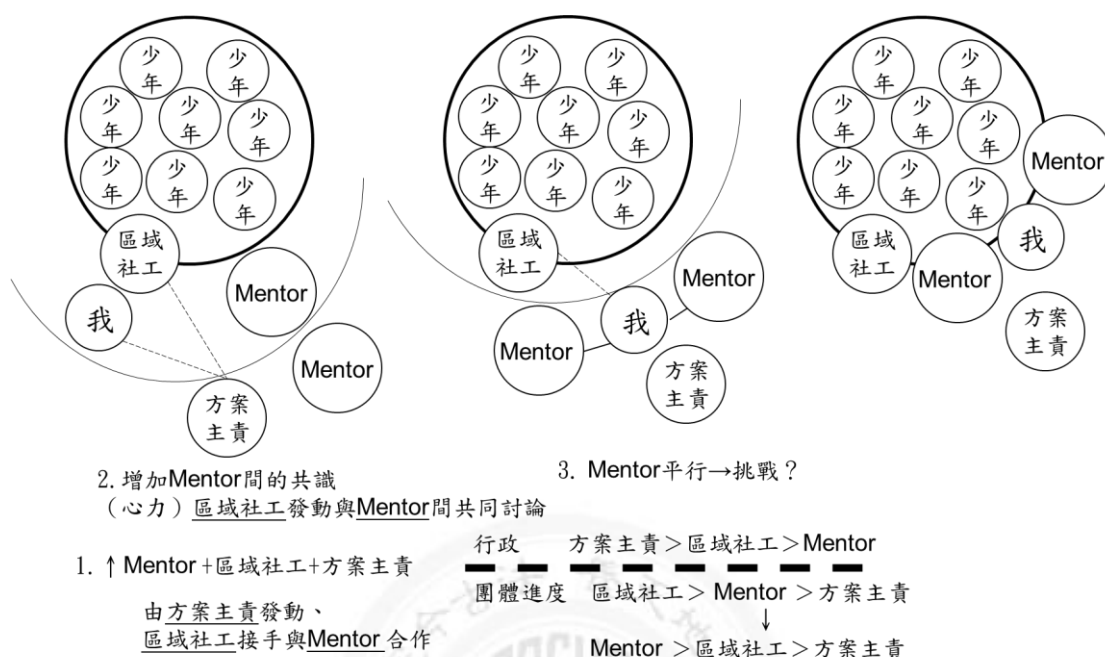 少年
少年
少年
少年
少年
少年
少年
少年
區域
社工
我
Mentor
Mentor
方案
主責
少年
少年
少年
少年
少年
少年
少年
少年
區域
社工
我
Mentor
Mentor
方案
主責
少年
少年
少年
少年
少年
少年
少年
少年
Mentor
我
區域
社工
Mentor
方案
主責
2. 增加Mentor間的共識
(心力) 區域社工發動與Mentor間共同討論
1. ↑ Mentor+區域社工+方案主責
由方案主責發動、
區域社工接手與Mentor 合作
3. Mentor平行→挑戰？
行政 方案主責＞區域社工＞Mentor
團體進度 區域社工＞ Mentor ＞方案主責
↓
Mentor ＞區域社工＞方案主責